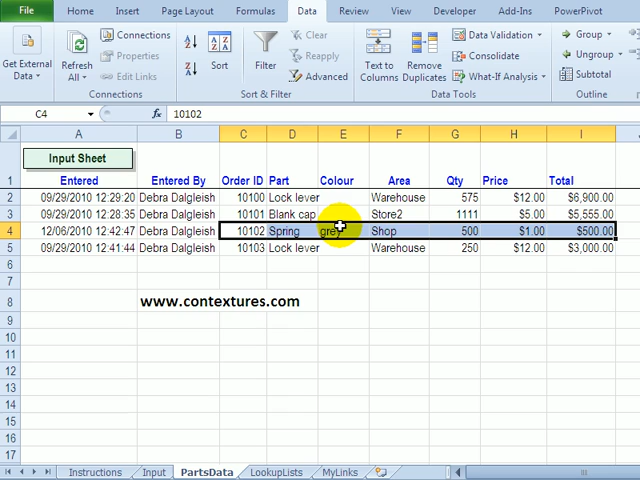 File Home Insert Page Layout Formulas Data Review View Developer Add-Ins PowerPivot
Get External Data
Refresh All
Connections
Properties
Edit Links
Connections
Sort
Filter
Clear
Reapply
Advanced
Sort & Filter
Text to Columns
Remove Duplicates
Data Validation
Consolidate
What-If Analysis
Data Tools
Group
Ungroup
Subtotal
Outline
C4 fx 10102
A B C D E F G H I
Input Sheet
1 Entered Entered By Order ID Part Colour Area Qty Price Total
2 09/29/2010 12:29:20 Debra Dalgleish 10100 Lock lever Warehouse 575 $12.00 $6,900.00
3 09/29/2010 12:28:35 Debra Dalgleish 10101 Blank cap Store2 1111 $5.00 $5,555.00
4 12/06/2010 12:42:47 Debra Dalgleish 10102 Spring grey Shop 500 $1.00 $500.00
5 09/29/2010 12:41:44 Debra Dalgleish 10103 Lock lever Warehouse 250 $12.00 $3,000.00
6
7
8 www.contextures.com
9
10
11
12
13
14
15
16
17
Instructions Input PartsData LookupLists MyLinks